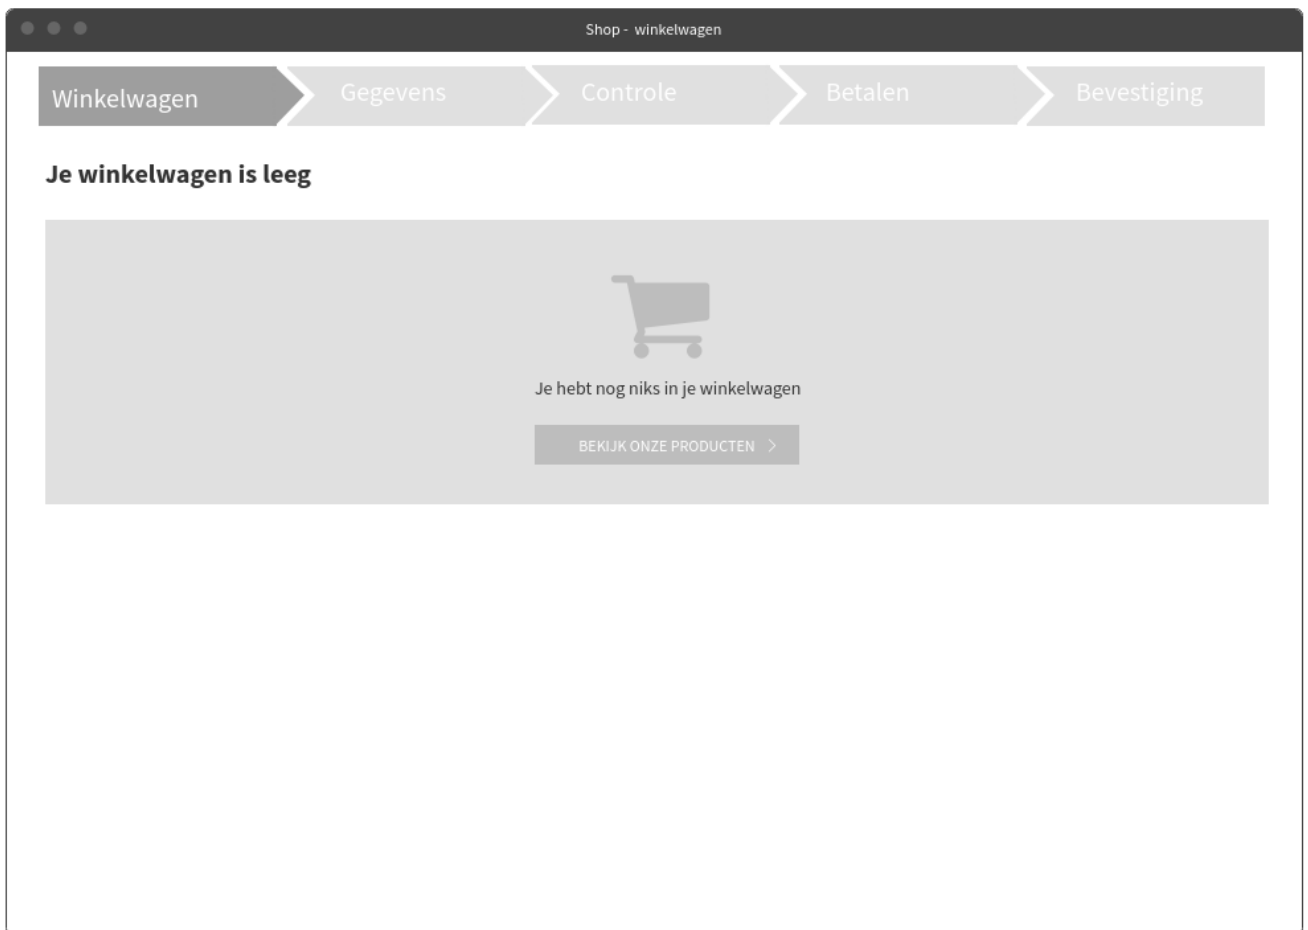 Shop - winkelwagen
Winkelwagen
Gegevens
Controle
Betalen
Bevestiging
Je winkelwagen is leeg
Je hebt nog niks in je winkelwagen
BEKIJK ONZE PRODUCTEN